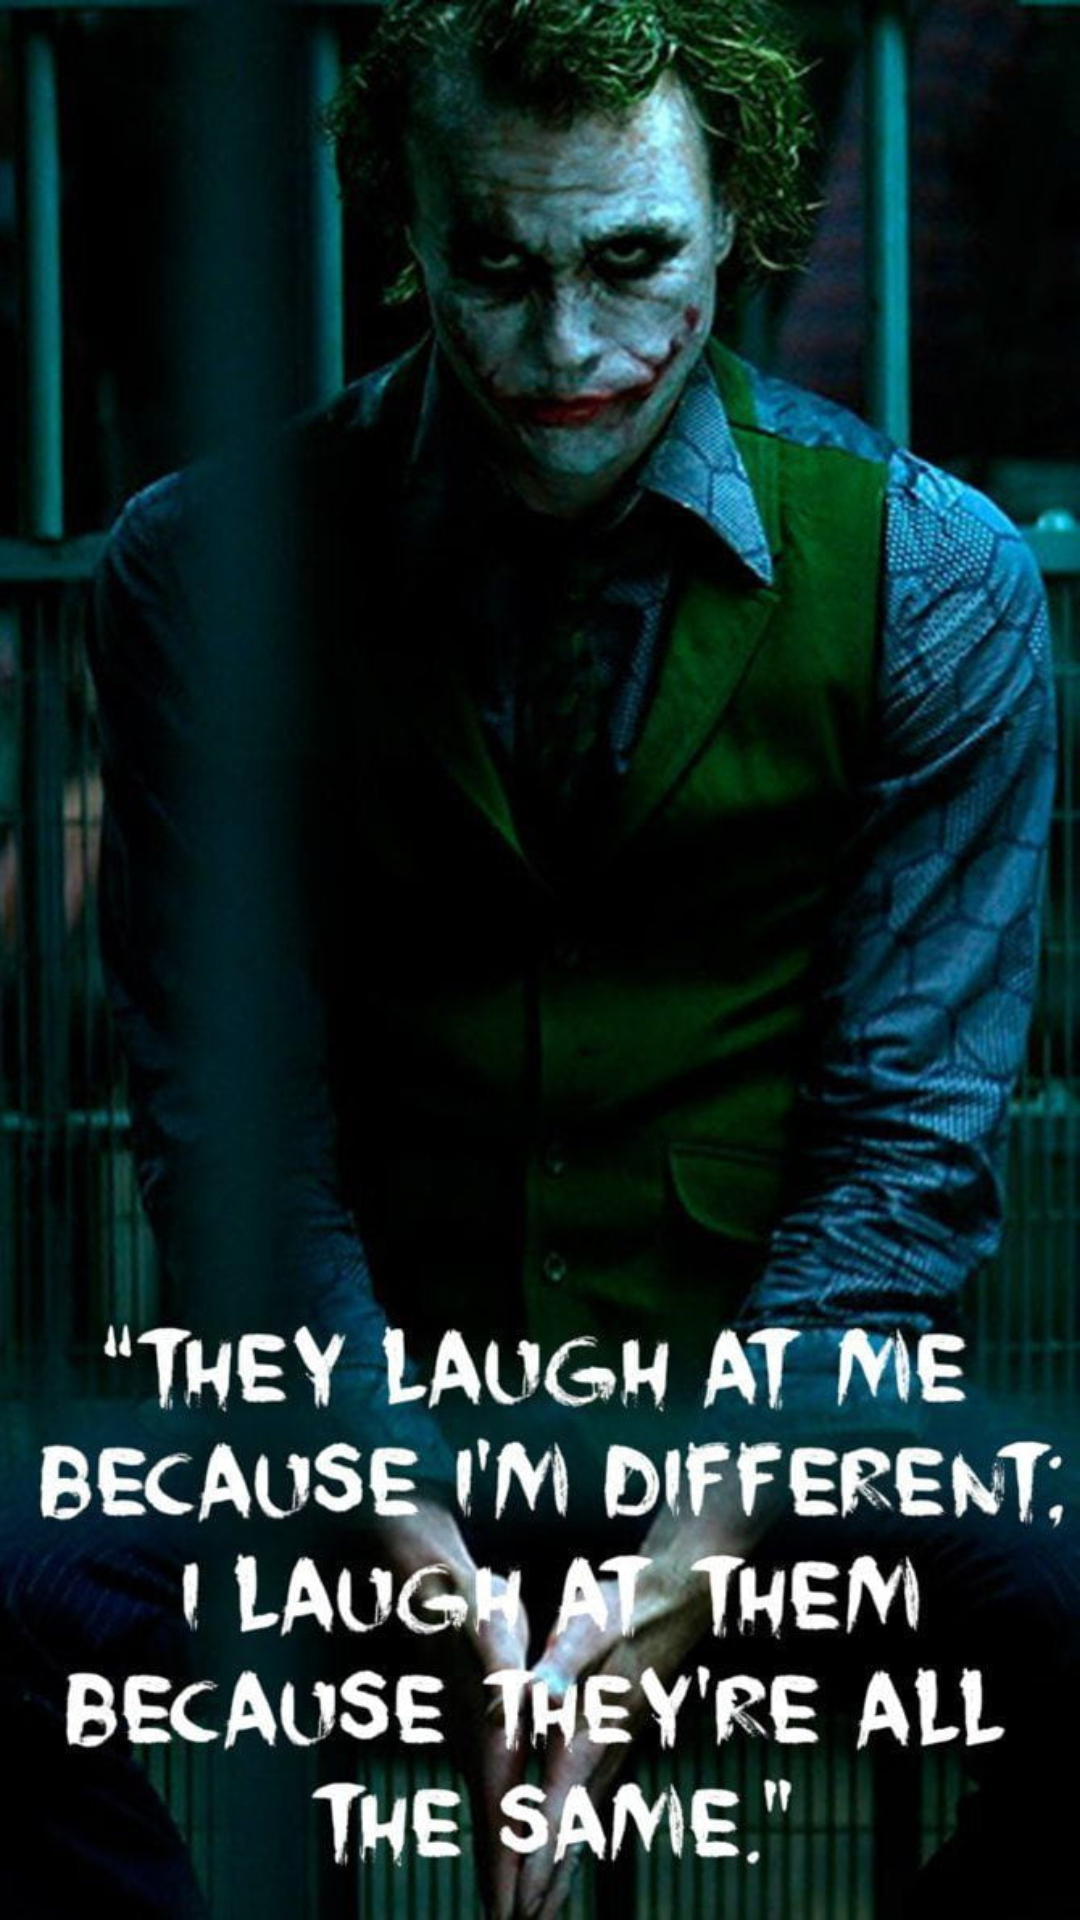 "THEY LAUGH AT ME
BECAUSE I'M DIFFERENT;
I LAUGH AT THEM
BECAUSE THEY'RE ALL
THE SAME."